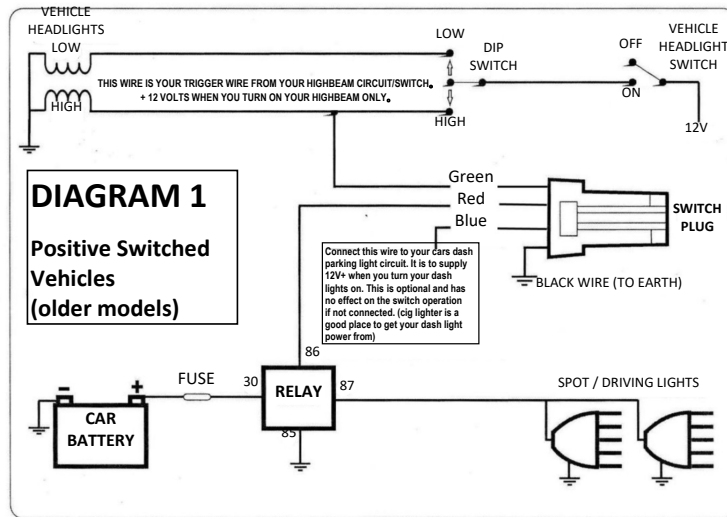 VEHICLE
HEADLIGHTS
LOW
HIGH
THIS WIRE IS YOUR TRIGGER WIRE FROM YOUR HIGHBEAM CIRCUIT/SWITCH.
+ 12 VOLTS WHEN YOU TURN ON YOUR HIGHBEAM ONLY.
LOW
HIGH
DIP
SWITCH
OFF
ON
VEHICLE
HEADLIGHT
SWITCH
12V
DIAGRAM 1
Positive Switched
Vehicles
(older models)
Green
Red
Blue
SWITCH
PLUG
BLACK WIRE (TO EARTH)
Connect this wire to your cars dash
parking light circuit. It is to supply
12V+ when you turn your dash
lights on. This is optional and has
no effect on the switch operation
if not connected. (cig lighter is a
good place to get your dash light
power from)
86
FUSE
30
RELAY
87
85
SPOT / DRIVING LIGHTS
- +
CAR
BATTERY